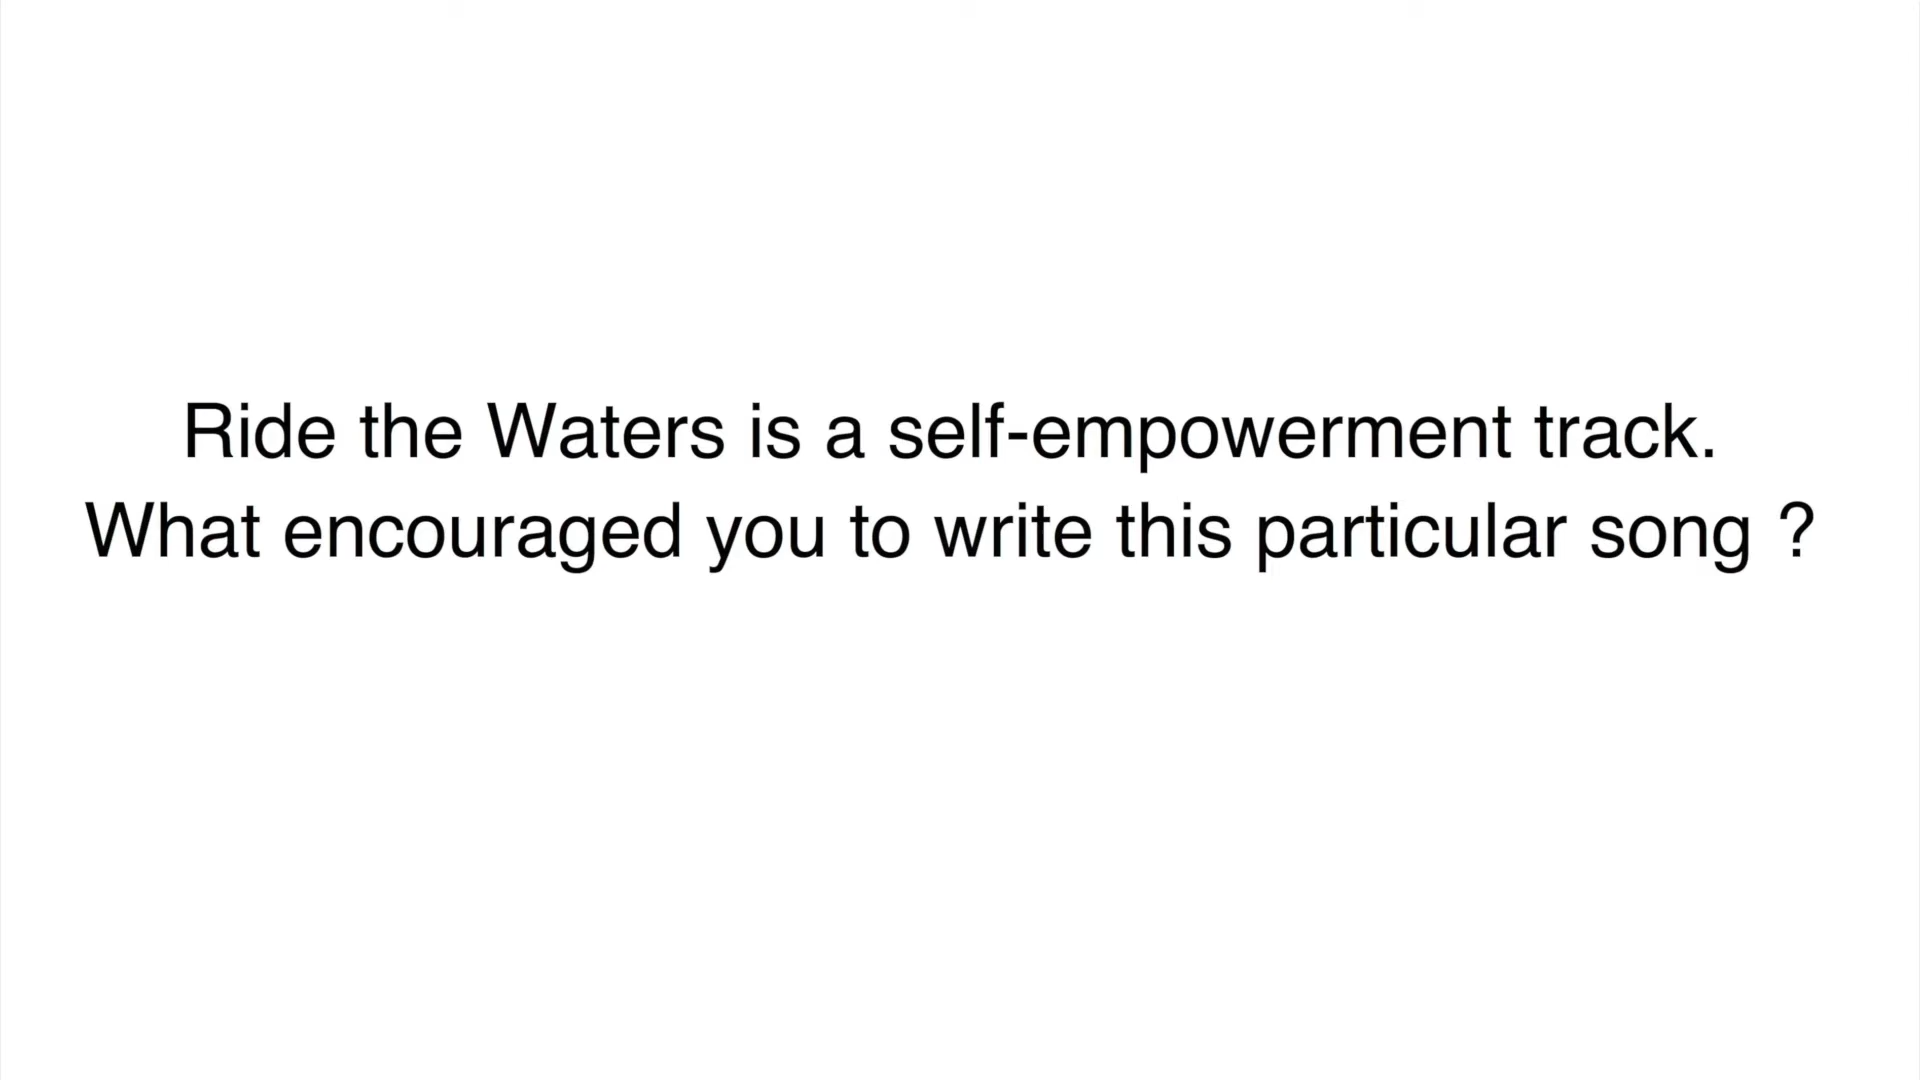 Ride the Waters is a self-empowerment track.
What encouraged you to write this particular song ?